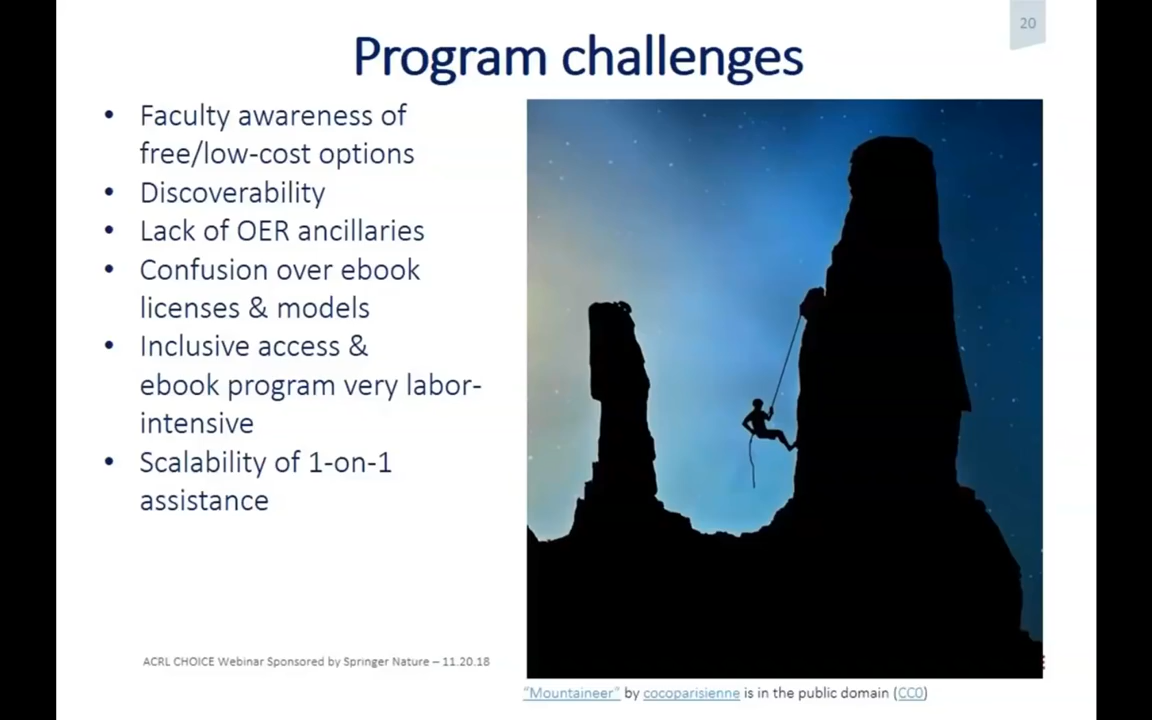 20
Program challenges
• Faculty awareness of
free/low-cost options
• Discoverability
• Lack of OER ancillaries
• Confusion over ebook
licenses & models
• Inclusive access &
ebook program very labor-
intensive
• Scalability of 1-on-1
assistance
ACRL CHOICE Webinar Sponsored by Springer Nature – 11.20.18
“Mountaineer” by cocoparisienne is in the public domain (CC0)